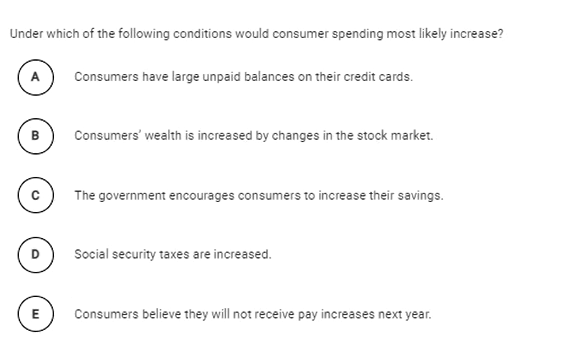 Under which of the following conditions would consumer spending most likely increase?
A Consumers have large unpaid balances on their credit cards.
B Consumers' wealth is increased by changes in the stock market.
C The government encourages consumers to increase their savings.
D Social security taxes are increased.
E Consumers believe they will not receive pay increases next year.